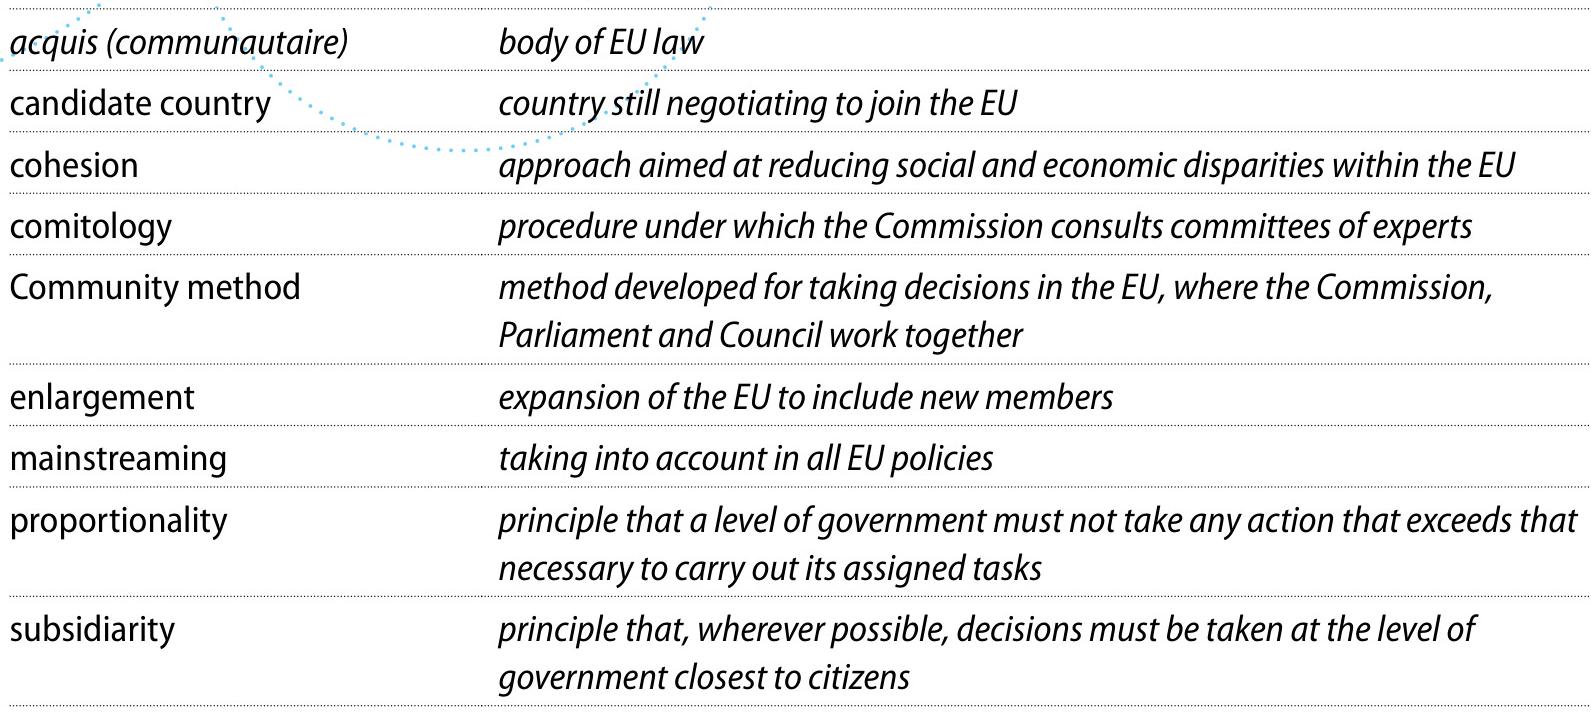 acquis (communautaire) body of EU law
candidate country country still negotiating to join the EU
cohesion approach aimed at reducing social and economic disparities within the EU
comitology procedure under which the Commission consults committees of experts
Community method method developed for taking decisions in the EU, where the Commission,
Parliament and Council work together
enlargement expansion of the EU to include new members
mainstreaming taking into account in all EU policies
proportionality principle that a level of government must not take any action that exceeds that
necessary to carry out its assigned tasks
subsidiarity principle that, wherever possible, decisions must be taken at the level of
government closest to citizens